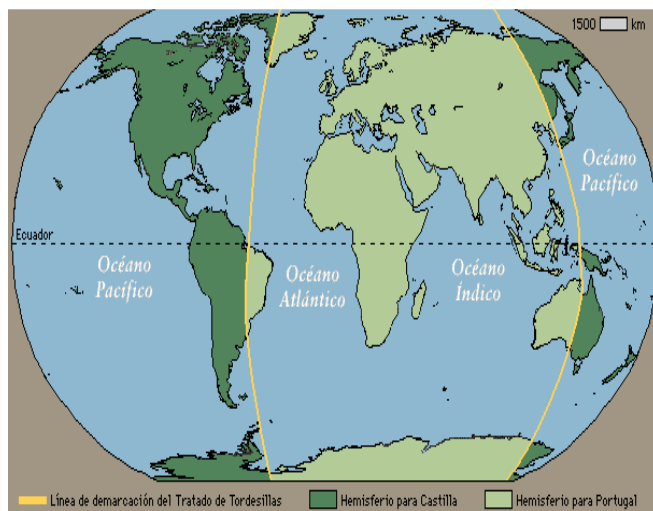 1500 km
Océano
Pacífico
Ecuador
Océano
Pacífico
Océano
Atlántico
Océano
Índico
Línea de demarcación del Tratado de Tordesillas
Hemisferio para Castilla
Hemisferio para Portugal